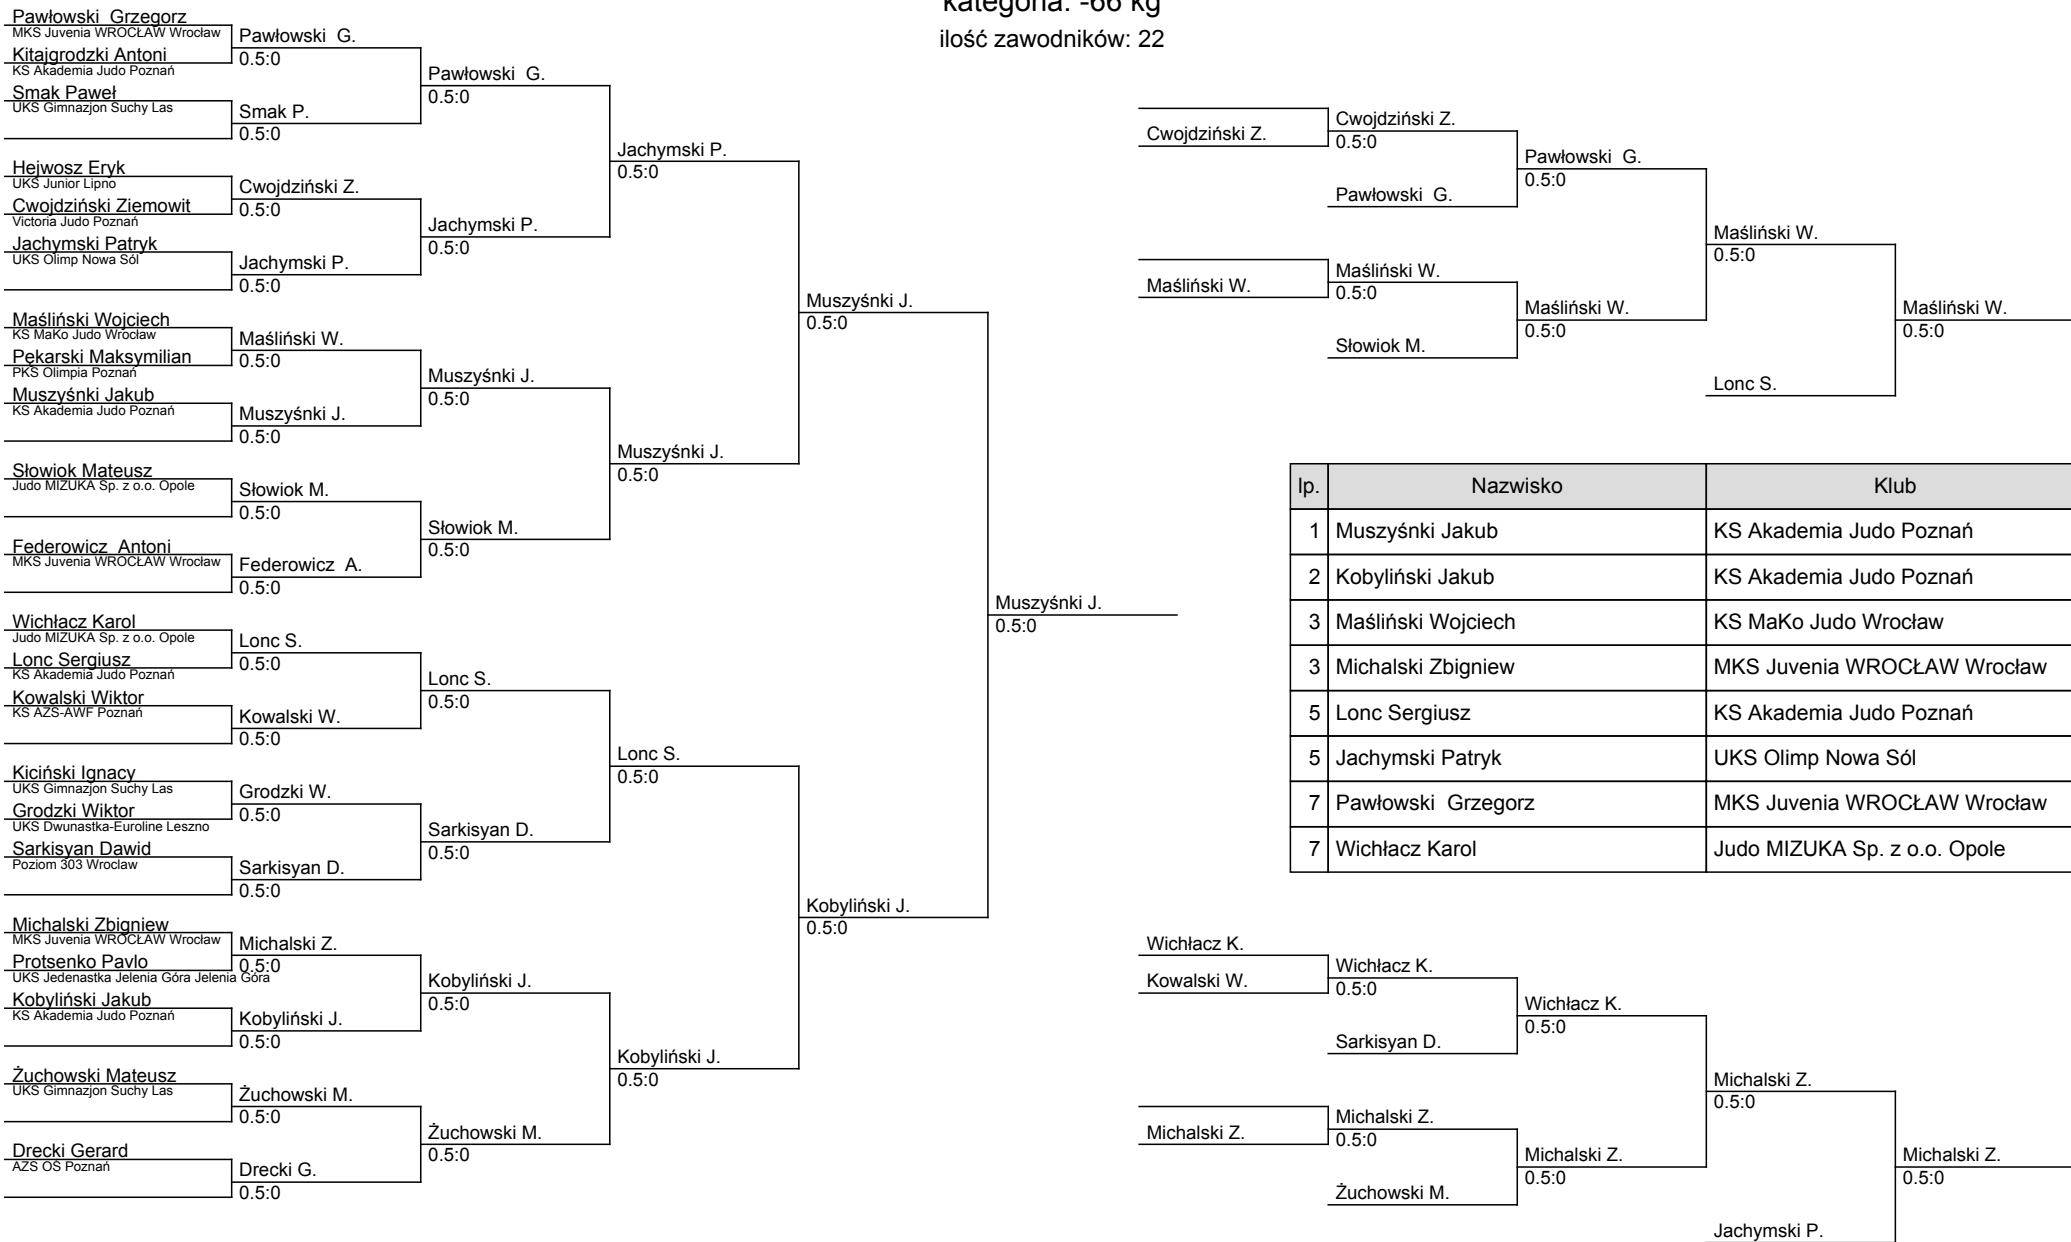 kategoria: -66 kg
ilość zawodników: 22
Pawłowski  Grzegorz
MKS Juvenia WROCŁAW Wrocław
Kitajgrodzki Antoni
KS Akademia Judo Poznań
Smak Paweł
UKS Gimnazjon Suchy Las
Hejwosz Eryk
UKS Junior Lipno
Cwojdziński Ziemowit
Victoria Judo Poznań
Jachymski Patryk
UKS Olimp Nowa Sól
Maśliński Wojciech
KS MaKo Judo Wrocław
Pękarski Maksymilian
PKS Olimpia Poznań
Muszyśnki Jakub
KS Akademia Judo Poznań
Słowiok Mateusz
Judo MIZUKA Sp. z o.o. Opole
Federowicz  Antoni
MKS Juvenia WROCŁAW Wrocław
Wichłacz Karol
Judo MIZUKA Sp. z o.o. Opole
Lonc Sergiusz
KS Akademia Judo Poznań
Kowalski Wiktor
KS AZS-AWF Poznań
Kiciński Ignacy
UKS Gimnazjon Suchy Las
Grodzki Wiktor
UKS Dwunastka-Euroline Leszno
Sarkisyan Dawid
Poziom 303 Wroclaw
Michalski Zbigniew
MKS Juvenia WROCŁAW Wrocław
Protsenko Pavlo
UKS Jedenastka Jelenia Góra Jelenia Góra
Kobyliński Jakub
KS Akademia Judo Poznań
Żuchowski Mateusz
UKS Gimnazjon Suchy Las
Drecki Gerard
AZS OŚ Poznań
Pawłowski  G.
0.5:0
Smak P.
0.5:0
Cwojdziński Z.
0.5:0
Jachymski P.
0.5:0
Maśliński W.
0.5:0
Muszyśnki J.
0.5:0
Słowiok M.
0.5:0
Federowicz  A.
0.5:0
Lonc S.
0.5:0
Kowalski W.
0.5:0
Grodzki W.
0.5:0
Sarkisyan D.
0.5:0
Michalski Z.
0.5:0
Kobyliński J.
0.5:0
Żuchowski M.
0.5:0
Drecki G.
0.5:0
Pawłowski  G.
0.5:0
Jachymski P.
0.5:0
Muszyśnki J.
0.5:0
Słowiok M.
0.5:0
Lonc S.
0.5:0
Sarkisyan D.
0.5:0
Kobyliński J.
0.5:0
Żuchowski M.
0.5:0
Jachymski P.
0.5:0
Muszyśnki J.
0.5:0
Lonc S.
0.5:0
Kobyliński J.
0.5:0
Muszyśnki J.
0.5:0
Kobyliński J.
0.5:0
Muszyśnki J.
0.5:0
Cwojdziński Z.
Maśliński W.
Cwojdziński Z.
0.5:0
Pawłowski  G.
Maśliński W.
0.5:0
Słowiok M.
Pawłowski  G.
0.5:0
Maśliński W.
0.5:0
Maśliński W.
0.5:0
Lonc S.
Maśliński W.
0.5:0
lp. Nazwisko Klub
1 Muszyśnki Jakub KS Akademia Judo Poznań
2 Kobyliński Jakub KS Akademia Judo Poznań
3 Maśliński Wojciech KS MaKo Judo Wrocław
3 Michalski Zbigniew MKS Juvenia WROCŁAW Wrocław
5 Lonc Sergiusz KS Akademia Judo Poznań
5 Jachymski Patryk UKS Olimp Nowa Sól
7 Pawłowski  Grzegorz MKS Juvenia WROCŁAW Wrocław
7 Wichłacz Karol Judo MIZUKA Sp. z o.o. Opole
Wichłacz K.
Kowalski W.
Michalski Z.
Wichłacz K.
0.5:0
Sarkisyan D.
Michalski Z.
0.5:0
Żuchowski M.
Wichłacz K.
0.5:0
Michalski Z.
0.5:0
Michalski Z.
0.5:0
Jachymski P.
Michalski Z.
0.5:0